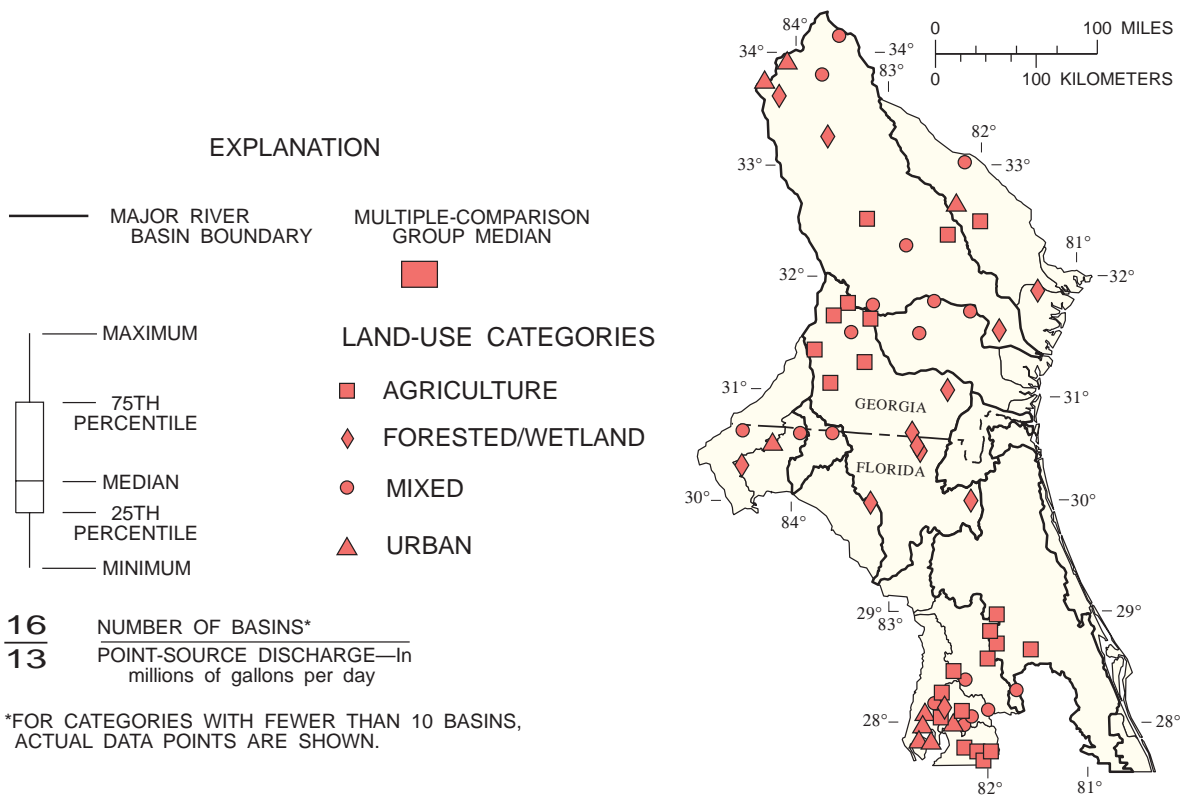 EXPLANATION
MAJOR RIVER
BASIN BOUNDARY
MULTIPLE-COMPARISON
GROUP MEDIAN
MAXIMUM
75TH
PERCENTILE
MEDIAN
25TH
PERCENTILE
MINIMUM
LAND-USE CATEGORIES
AGRICULTURE
FORESTED/WETLAND
MIXED
URBAN
16
13
NUMBER OF BASINS*
POINT-SOURCE DISCHARGE—In
millions of gallons per day
*FOR CATEGORIES WITH FEWER THAN 10 BASINS,
ACTUAL DATA POINTS ARE SHOWN.
0 100 MILES
0 100 KILOMETERS
84°
34°
34°
83°
82°
33°
33°
81°
32°
32°
31°
31°
GEORGIA
FLORIDA
30°
30°
84°
29°
83°
29°
28°
28°
82°
81°